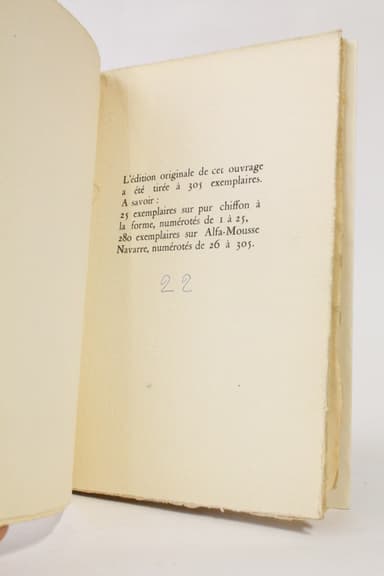 L'édition originale de cet ouvrage
a été tirée à 305 exemplaires.
A savoir :
25 exemplaires sur pur chiffon à
la forme, numérotés de 1 à 25,
280 exemplaires sur Alfa-Mousse
Navarre, numérotés de 26 à 305.
22